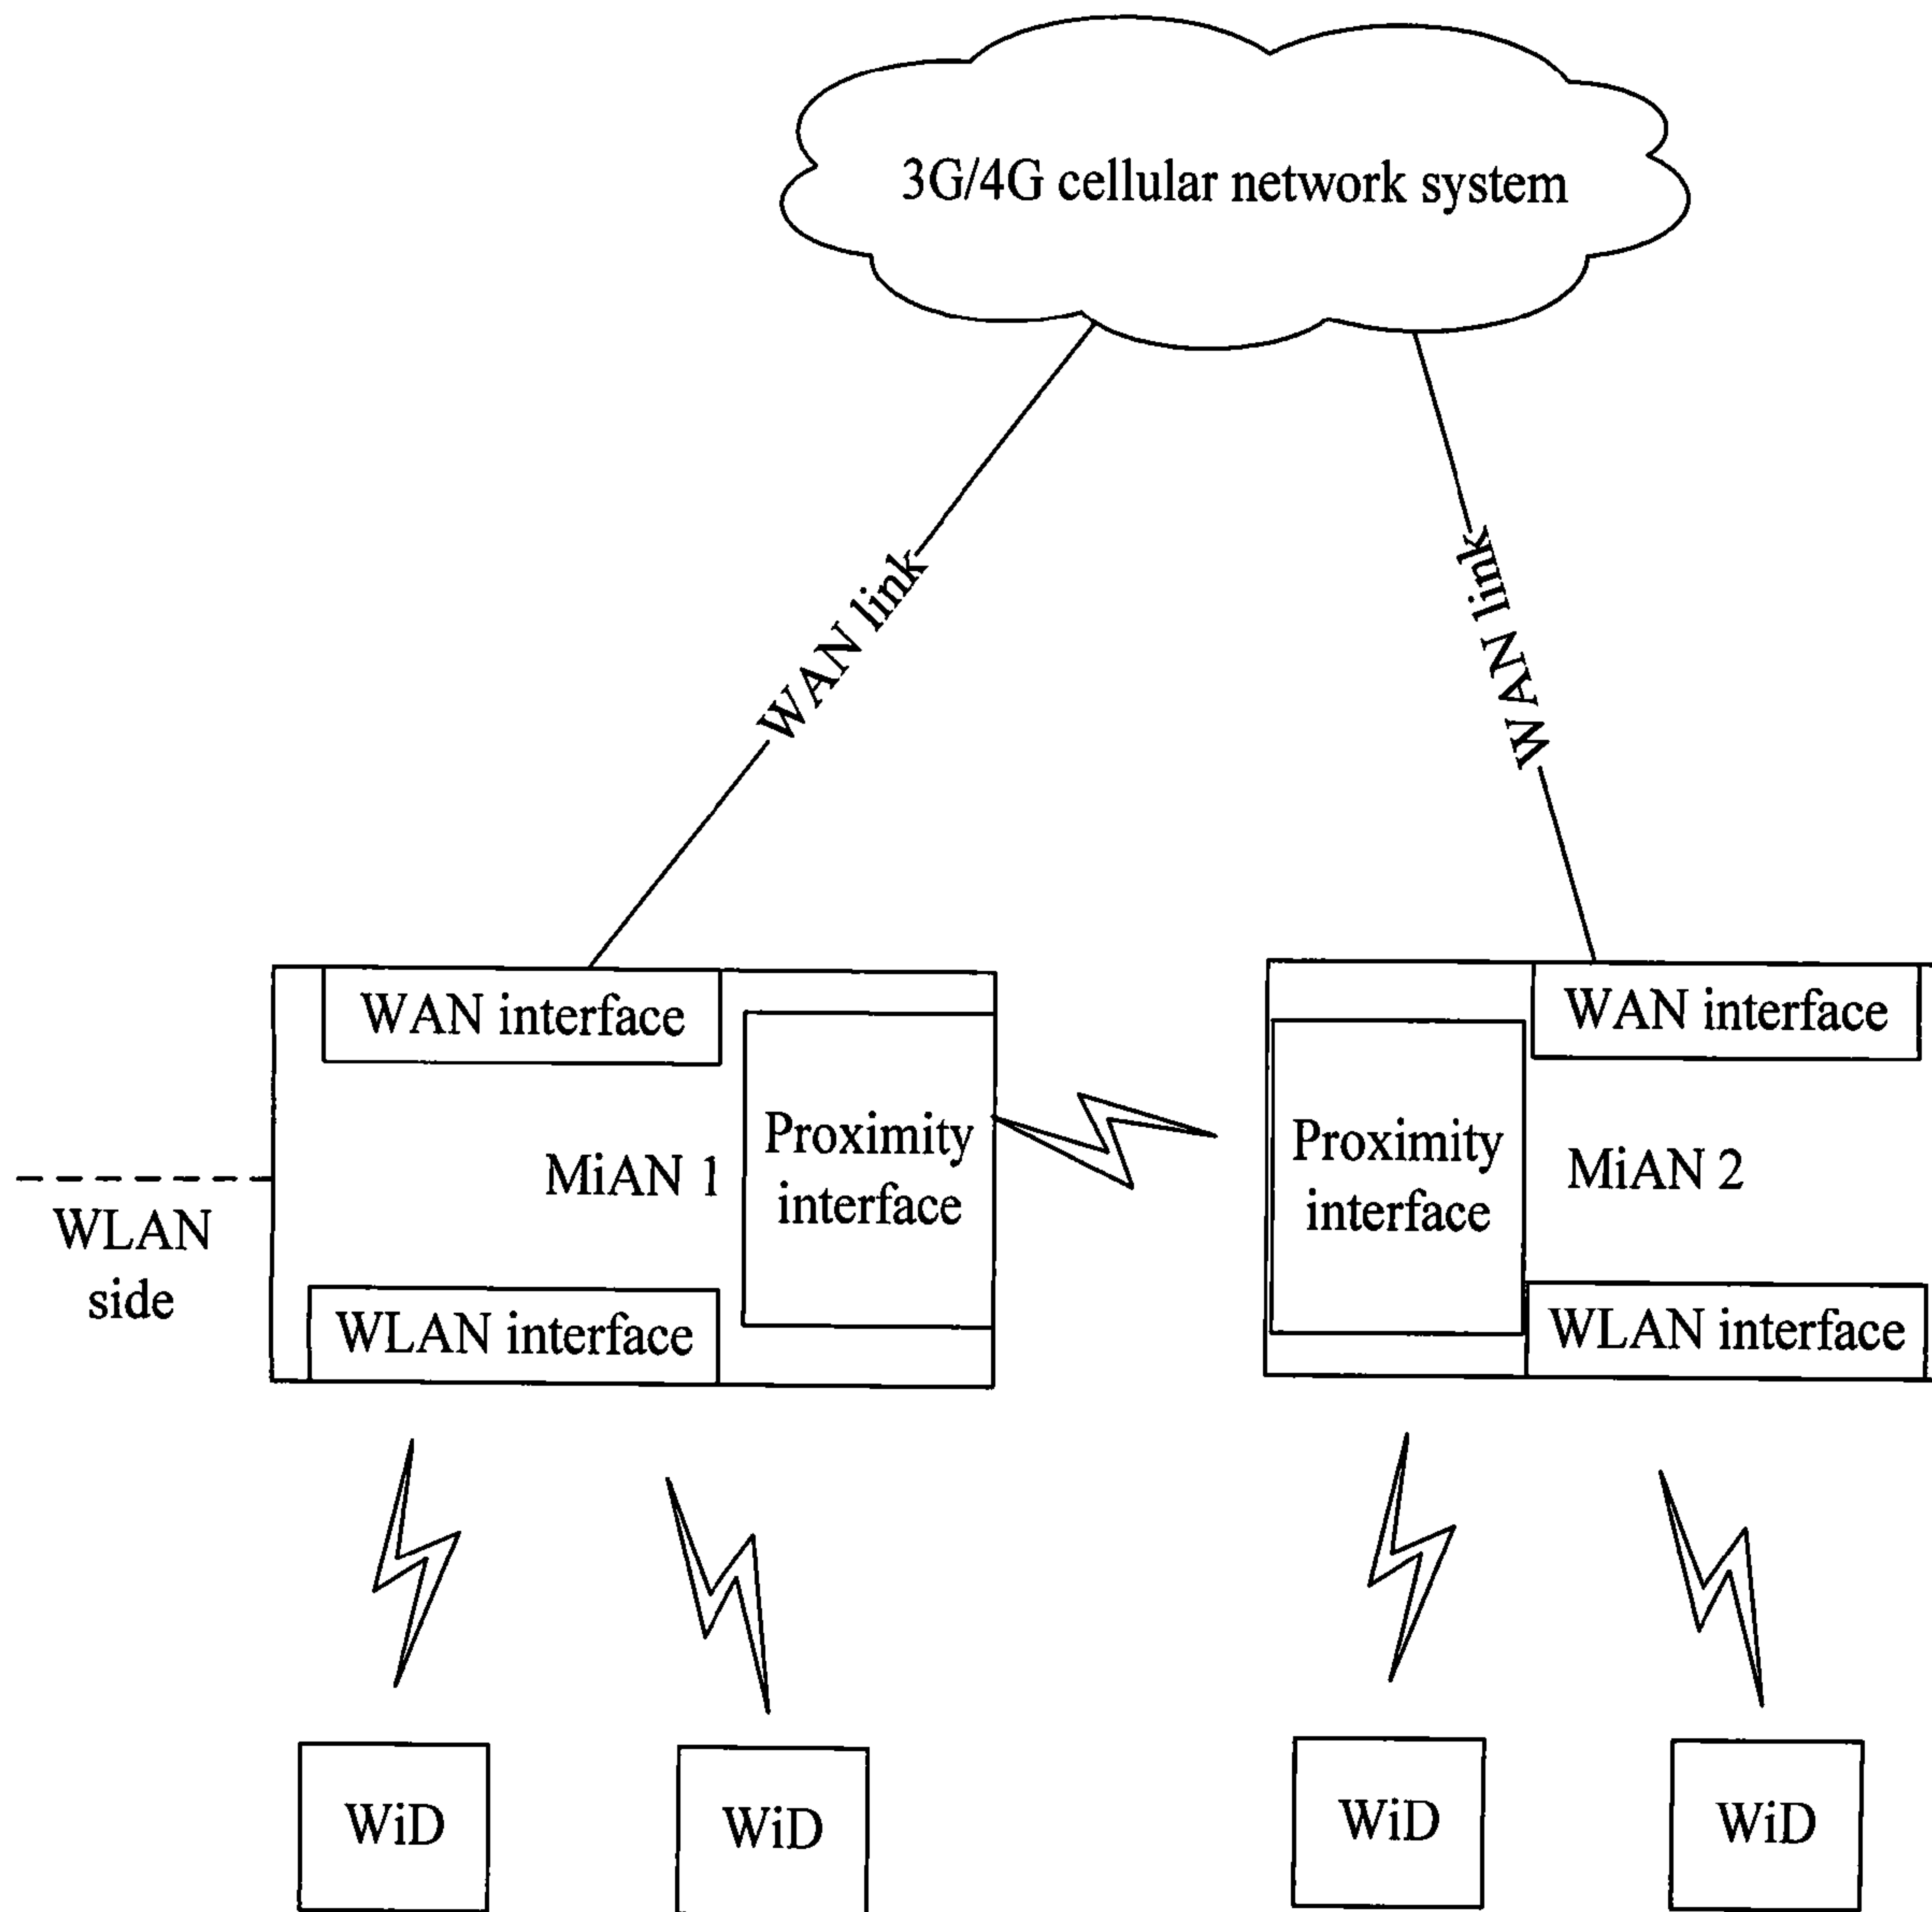 3G/4G cellular network system
WAN link
WAN link
WAN interface
WAN interface
Proximity
interface
MiAN 1
Proximity
interface
MiAN 2
WLAN
side
WLAN interface
WLAN interface
WiD
WiD
WiD
WiD